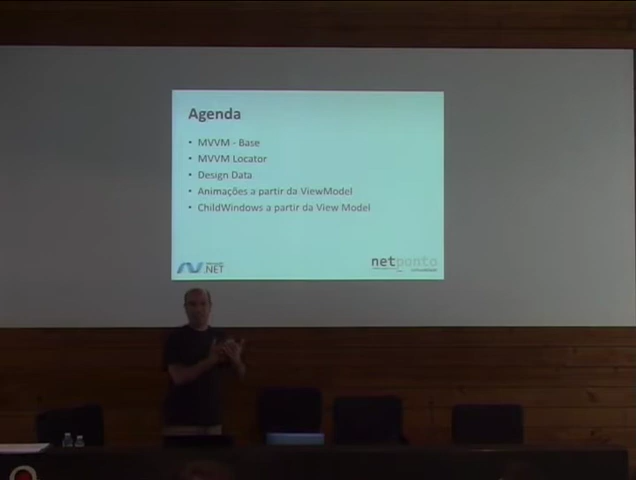 Agenda
• MVVM - Base
• MVVM Locator
• Design Data
• Animações a partir da ViewModel
• ChildWindows a partir da View Model
.NET
netponto